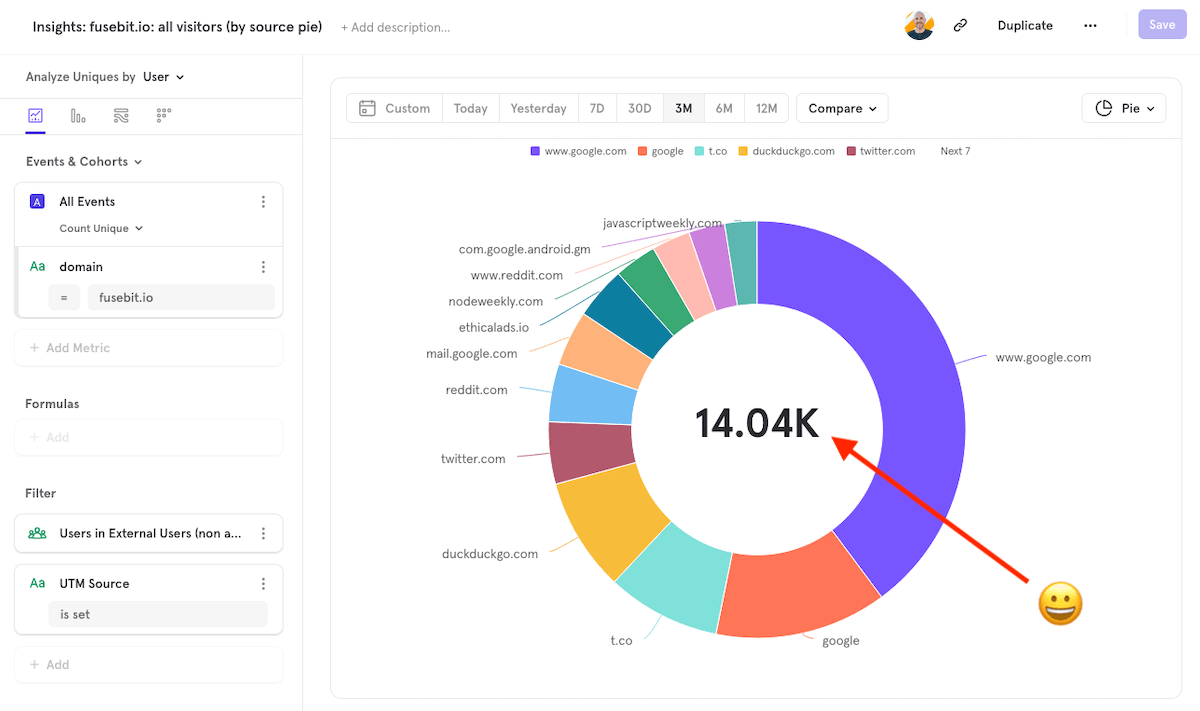 Insights: fusebit.io: all visitors (by source pie)
+ Add description...
Duplicate
Save
Analyze Uniques by User
Events & Cohorts
A All Events
Count Unique
Aa domain
= fusebit.io
+ Add Metric
Formulas
+ Add
Filter
Users in External Users (non a...
Aa UTM Source
is set
+ Add
Custom Today Yesterday 7D 30D 3M 6M 12M Compare
Pie
www.google.com google t.co duckduckgo.com twitter.com Next 7
javascriptweekly.com
com.google.android.gm
www.reddit.com
nodeweekly.com
ethicalads.io
mail.google.com
www.google.com
reddit.com
14.04K
twitter.com
duckduckgo.com
t.co
google